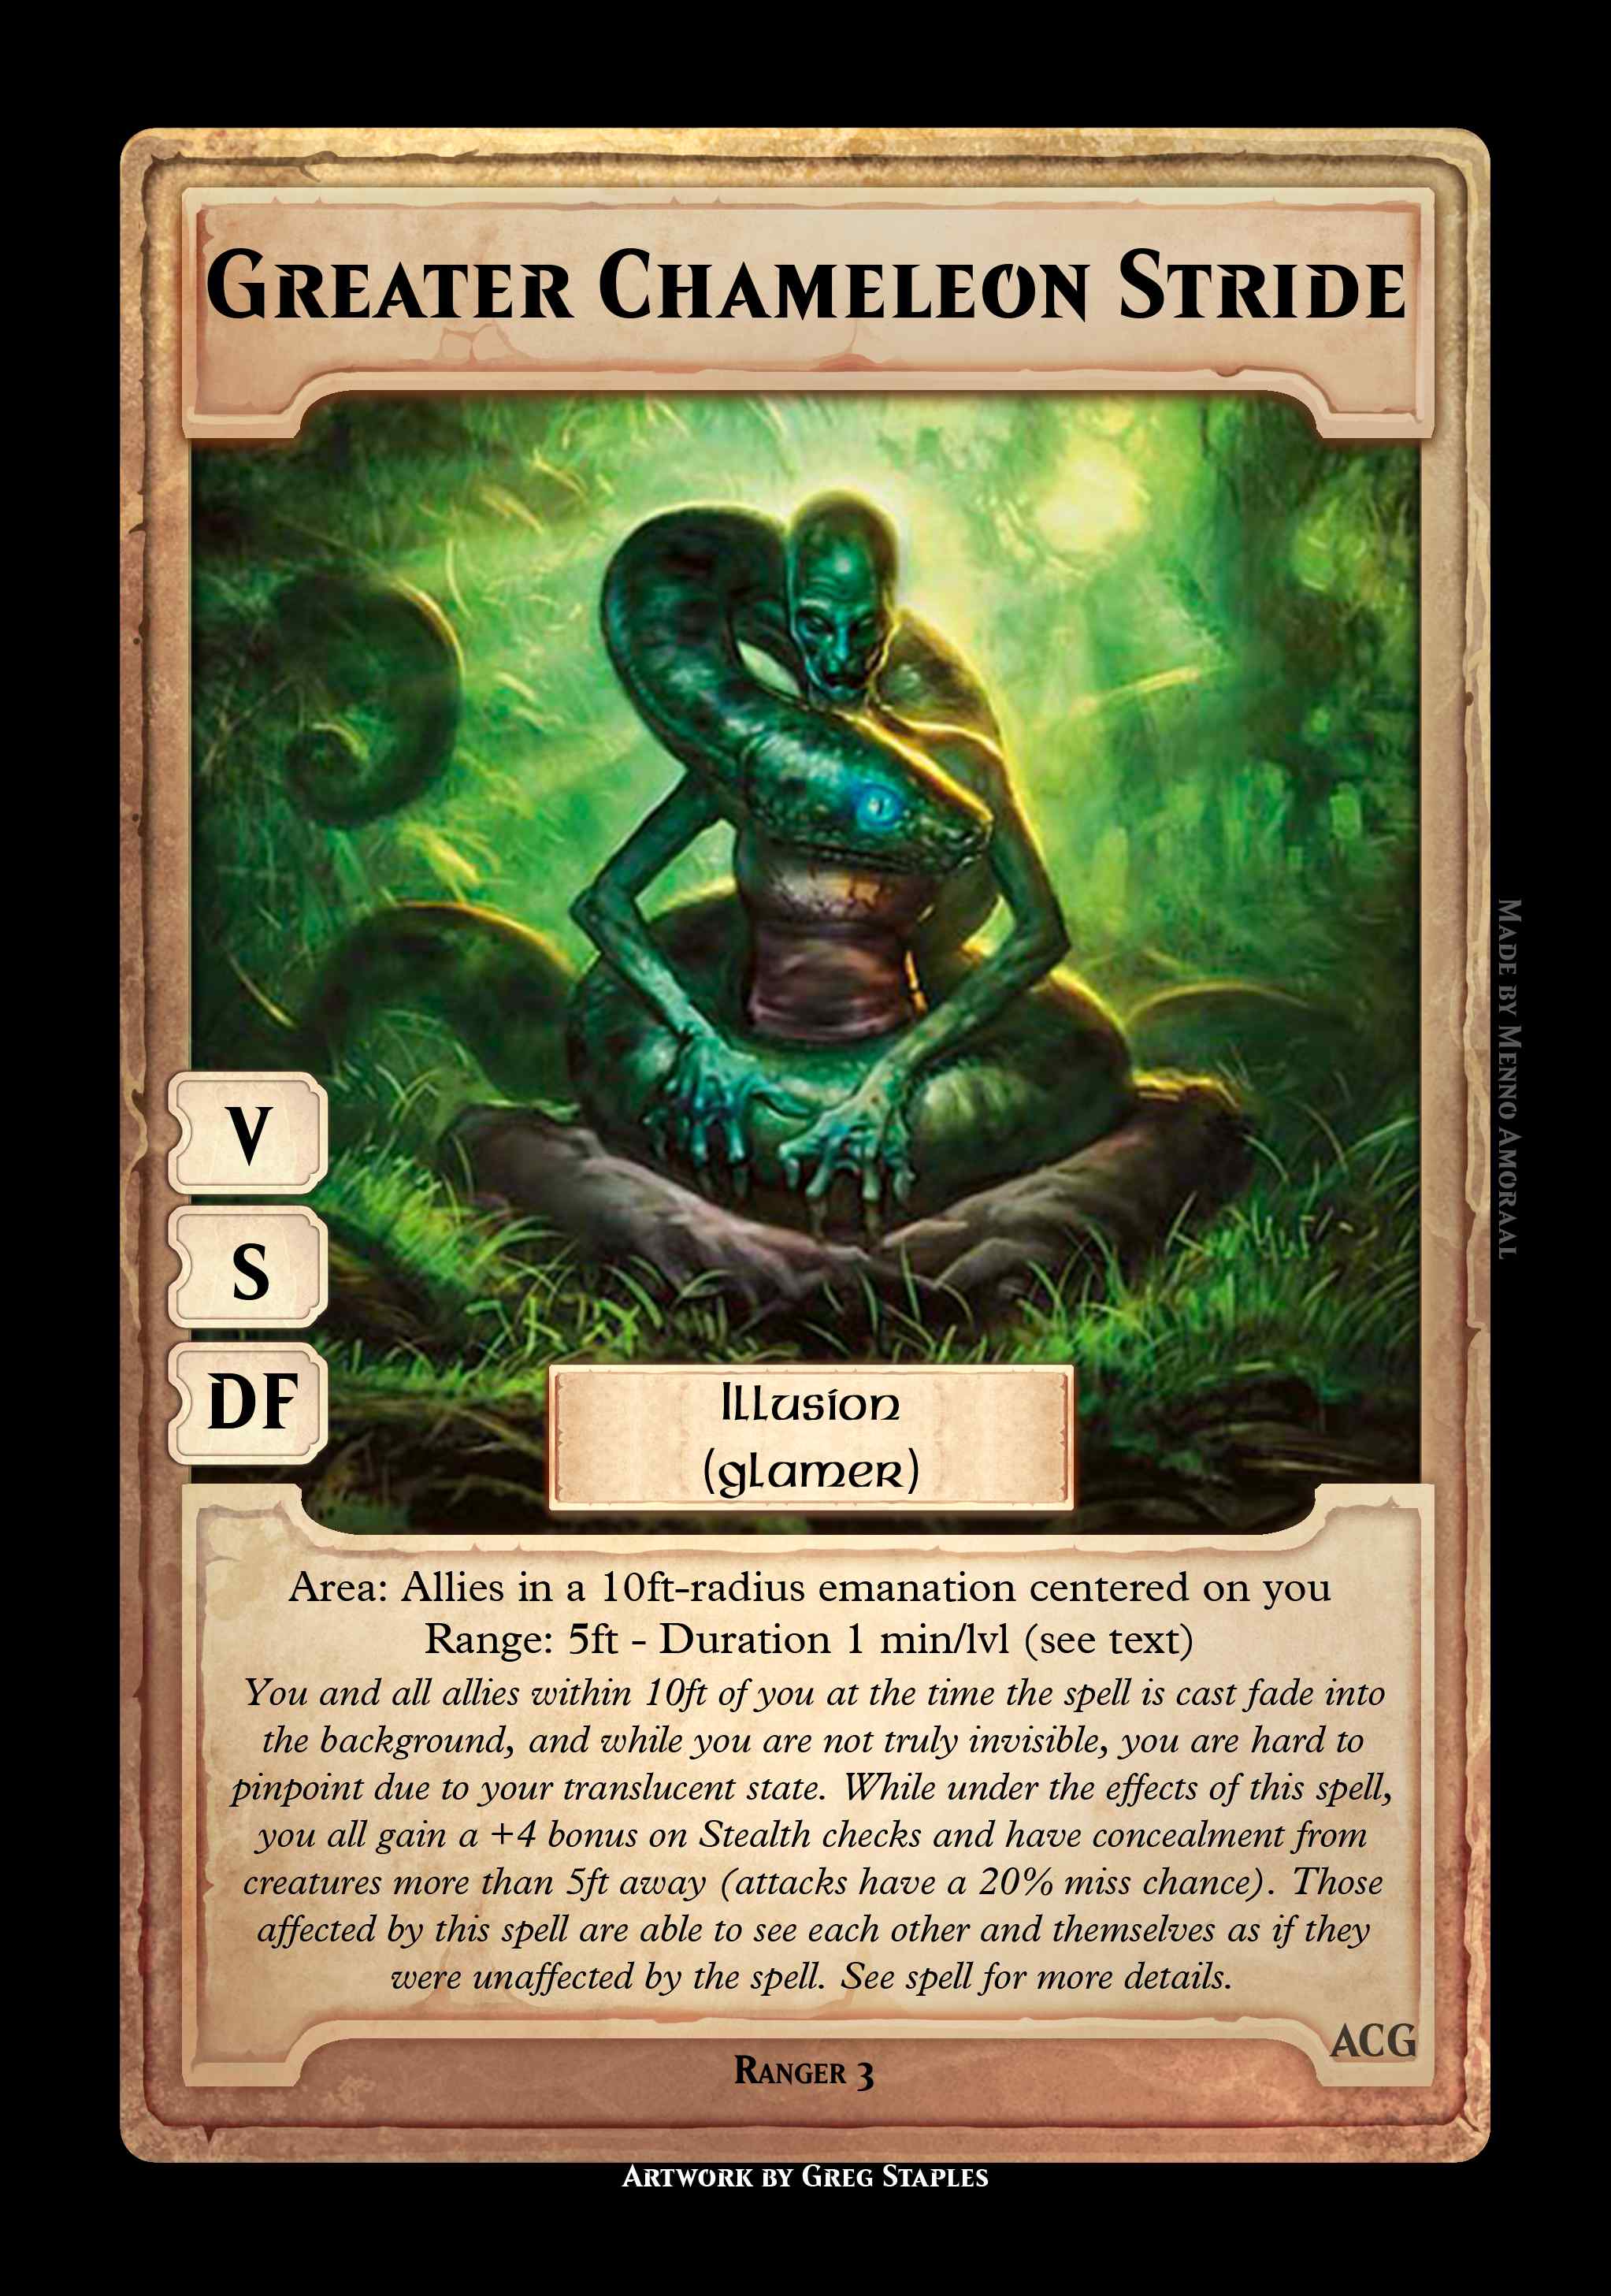 Greater Chameleon Stride
V
S
DF
Illusion
(glamer)
Area: Allies in a 10ft-radius emanation centered on you
Range: 5ft - Duration 1 min/lvl (see text)
You and all allies within 10ft of you at the time the spell is cast fade into
the background, and while you are not truly invisible, you are hard to
pinpoint due to your translucent state. While under the effects of this spell,
you all gain a +4 bonus on Stealth checks and have concealment from
creatures more than 5ft away (attacks have a 20% miss chance). Those
affected by this spell are able to see each other and themselves as if they
were unaffected by the spell. See spell for more details.
ACG
Ranger 3
Artwork by Greg Staples
Made by Menno Amoraal